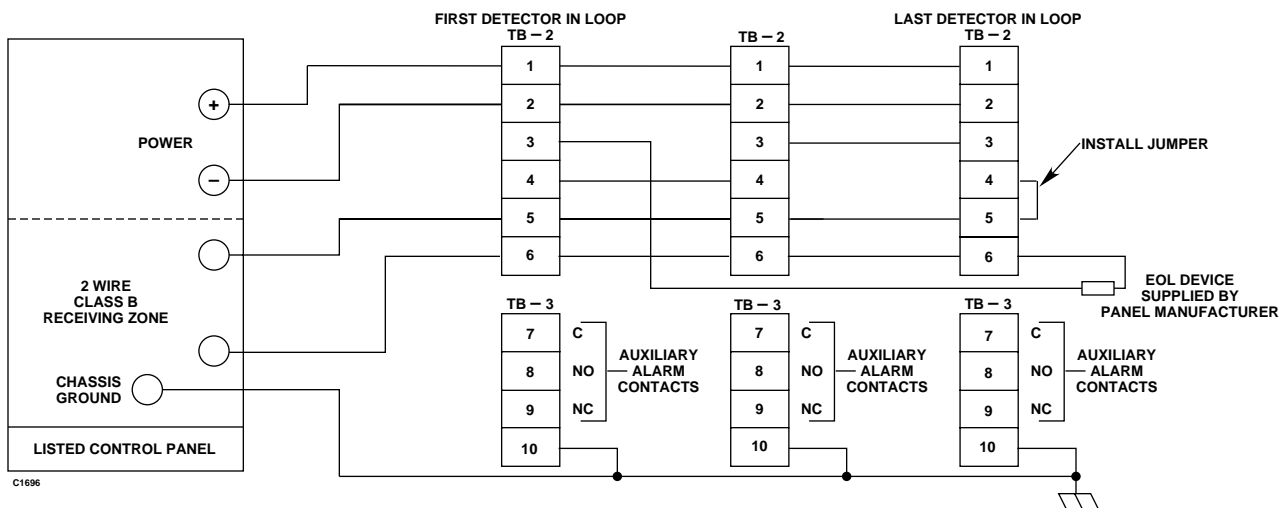 FIRST DETECTOR IN LOOP
LAST DETECTOR IN LOOP
TB – 2
TB – 2
TB – 2
1
2
3
4
5
6
1
2
3
4
5
6
1
2
3
4
5
6
+
POWER
–
INSTALL JUMPER
2 WIRE
CLASS B
RECEIVING ZONE
CHASSIS
GROUND
LISTED CONTROL PANEL
C1696
EOL DEVICE
SUPPLIED BY
PANEL MANUFACTURER
TB – 3
7 C
8 NO
9 NC
10
AUXILIARY
ALARM
CONTACTS
TB – 3
7 C
8 NO
9 NC
10
AUXILIARY
ALARM
CONTACTS
TB – 3
7 C
8 NO
9 NC
10
AUXILIARY
ALARM
CONTACTS